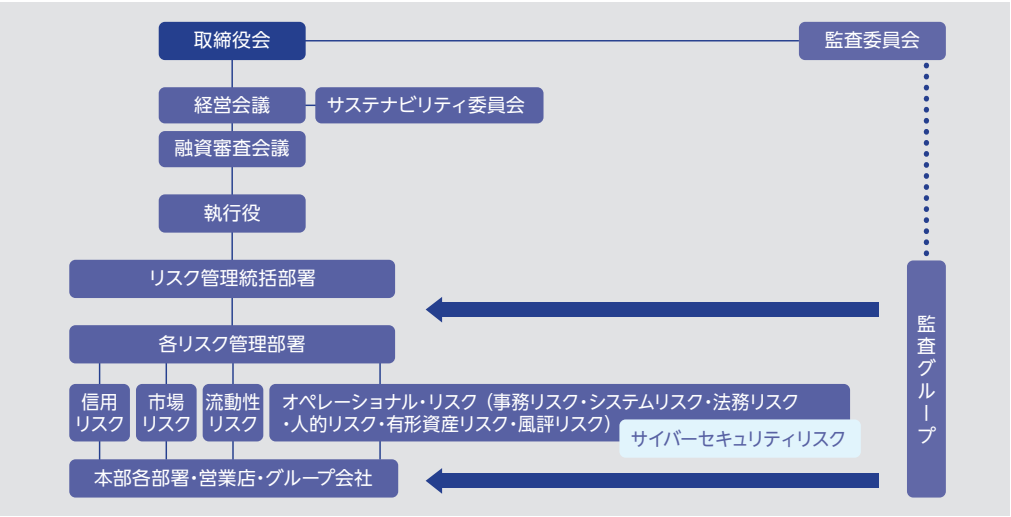 取締役会
監査委員会
経営会議
サステナビリティ委員会
融資審査会議
執行役
リスク管理統括部署
各リスク管理部署
信用
リスク
市場
リスク
流動性
リスク
オペレーショナル・リスク（事務リスク・システムリスク・法務リスク
・人的リスク・有形資産リスク・風評リスク）
サイバーセキュリティリスク
本部各部署・営業店・グループ会社
監査グループ